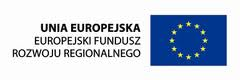 UNIA EUROPEJSKA
EUROPEJSKI FUNDUSZ
ROZWOJU REGIONALNEGO